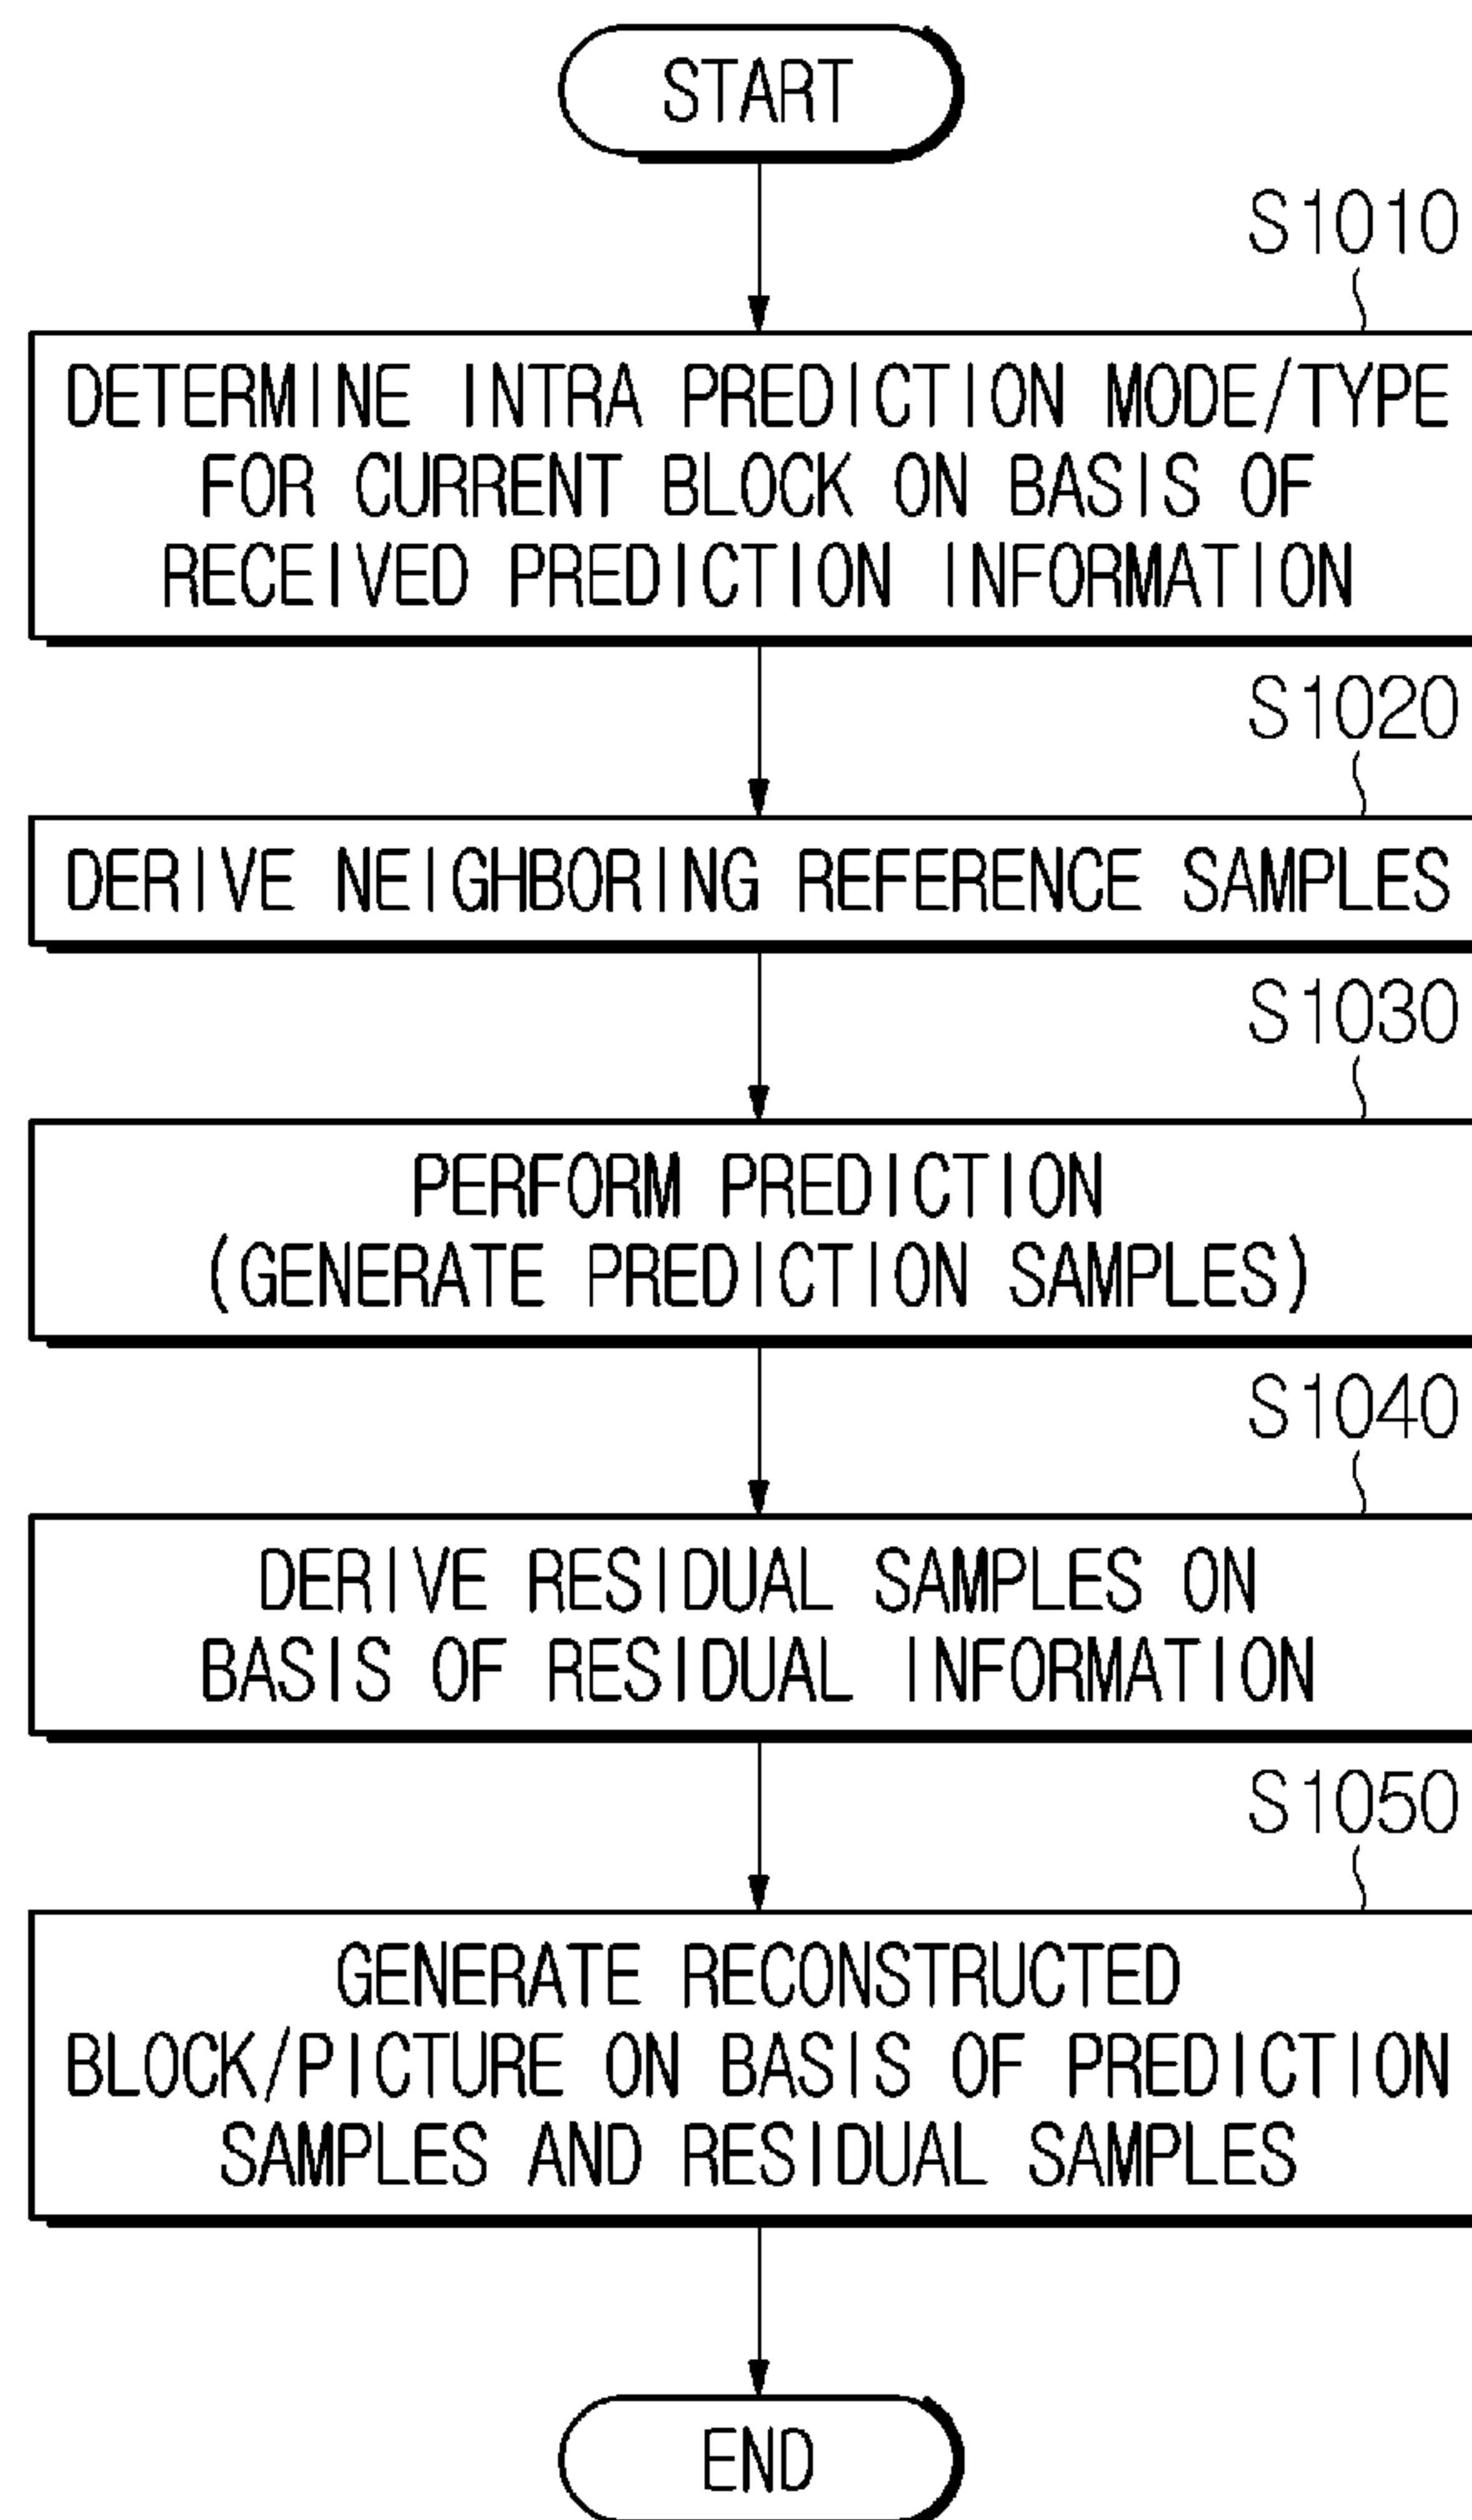 START
S1010
DETERMINE INTRA PREDICTION MODE/TYPE
FOR CURRENT BLOCK ON BASIS OF
RECEIVED PREDICTION INFORMATION
S1020
DERIVE NEIGHBORING REFERENCE SAMPLES
S1030
PERFORM PREDICTION
(GENERATE PREDICTION SAMPLES)
S1040
DERIVE RESIDUAL SAMPLES ON
BASIS OF RESIDUAL INFORMATION
S1050
GENERATE RECONSTRUCTED
BLOCK/PICTURE ON BASIS OF PREDICTION
SAMPLES AND RESIDUAL SAMPLES
END